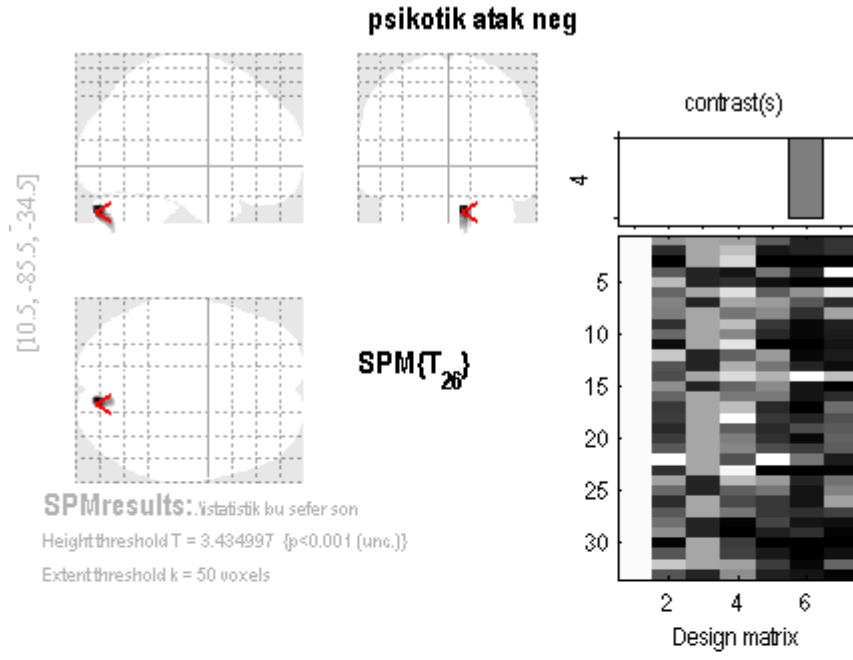 psikotik atak neg
[10.5, -85.5, -34.5]
SPM{T26}
SPMresults: .\istatistik bu sefer son
Height threshold T = 3.434997 {p<0.001 (unc.)}
Extent threshold k = 50 voxels
contrast(s)
4
5
10
15
20
25
30
2 4 6
Design matrix